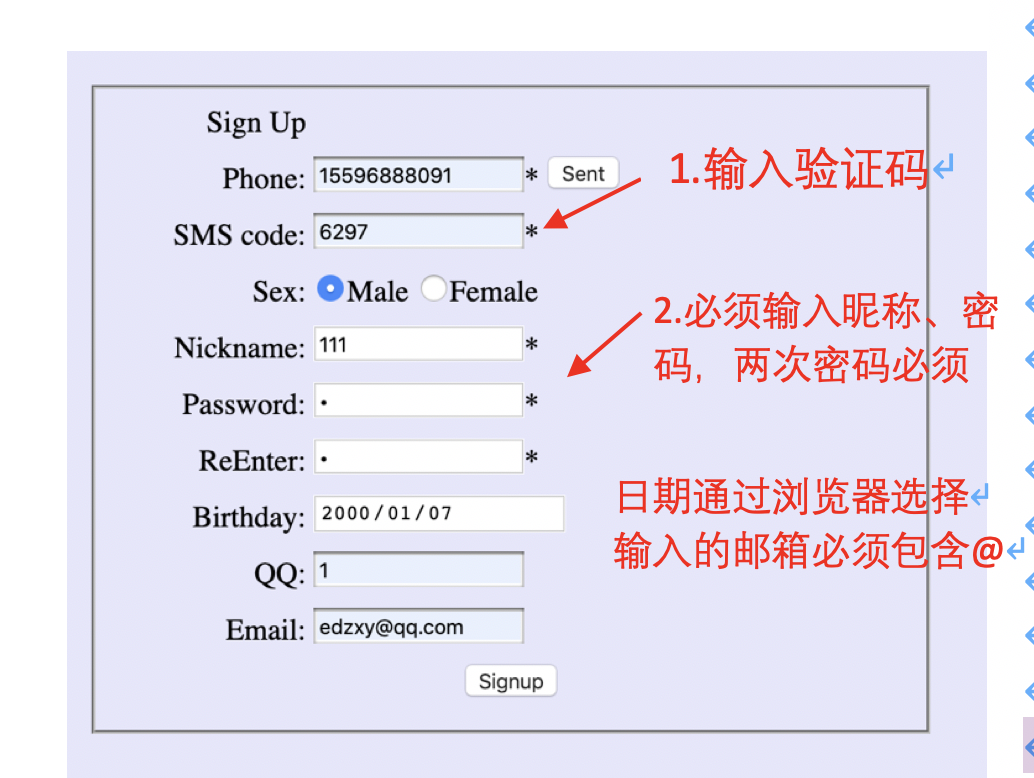 Sign Up
Phone: 15596888091 * Sent
1.输入验证码
SMS code: 6297 *
Sex: Male Female
2.必须输入昵称、密
码，两次密码必须
Nickname: 111 *
Password: • *
ReEnter: • *
日期通过浏览器选择
Birthday: 2000/01/07
输入的邮箱必须包含@
QQ: 1
Email: edzxy@qq.com
Signup